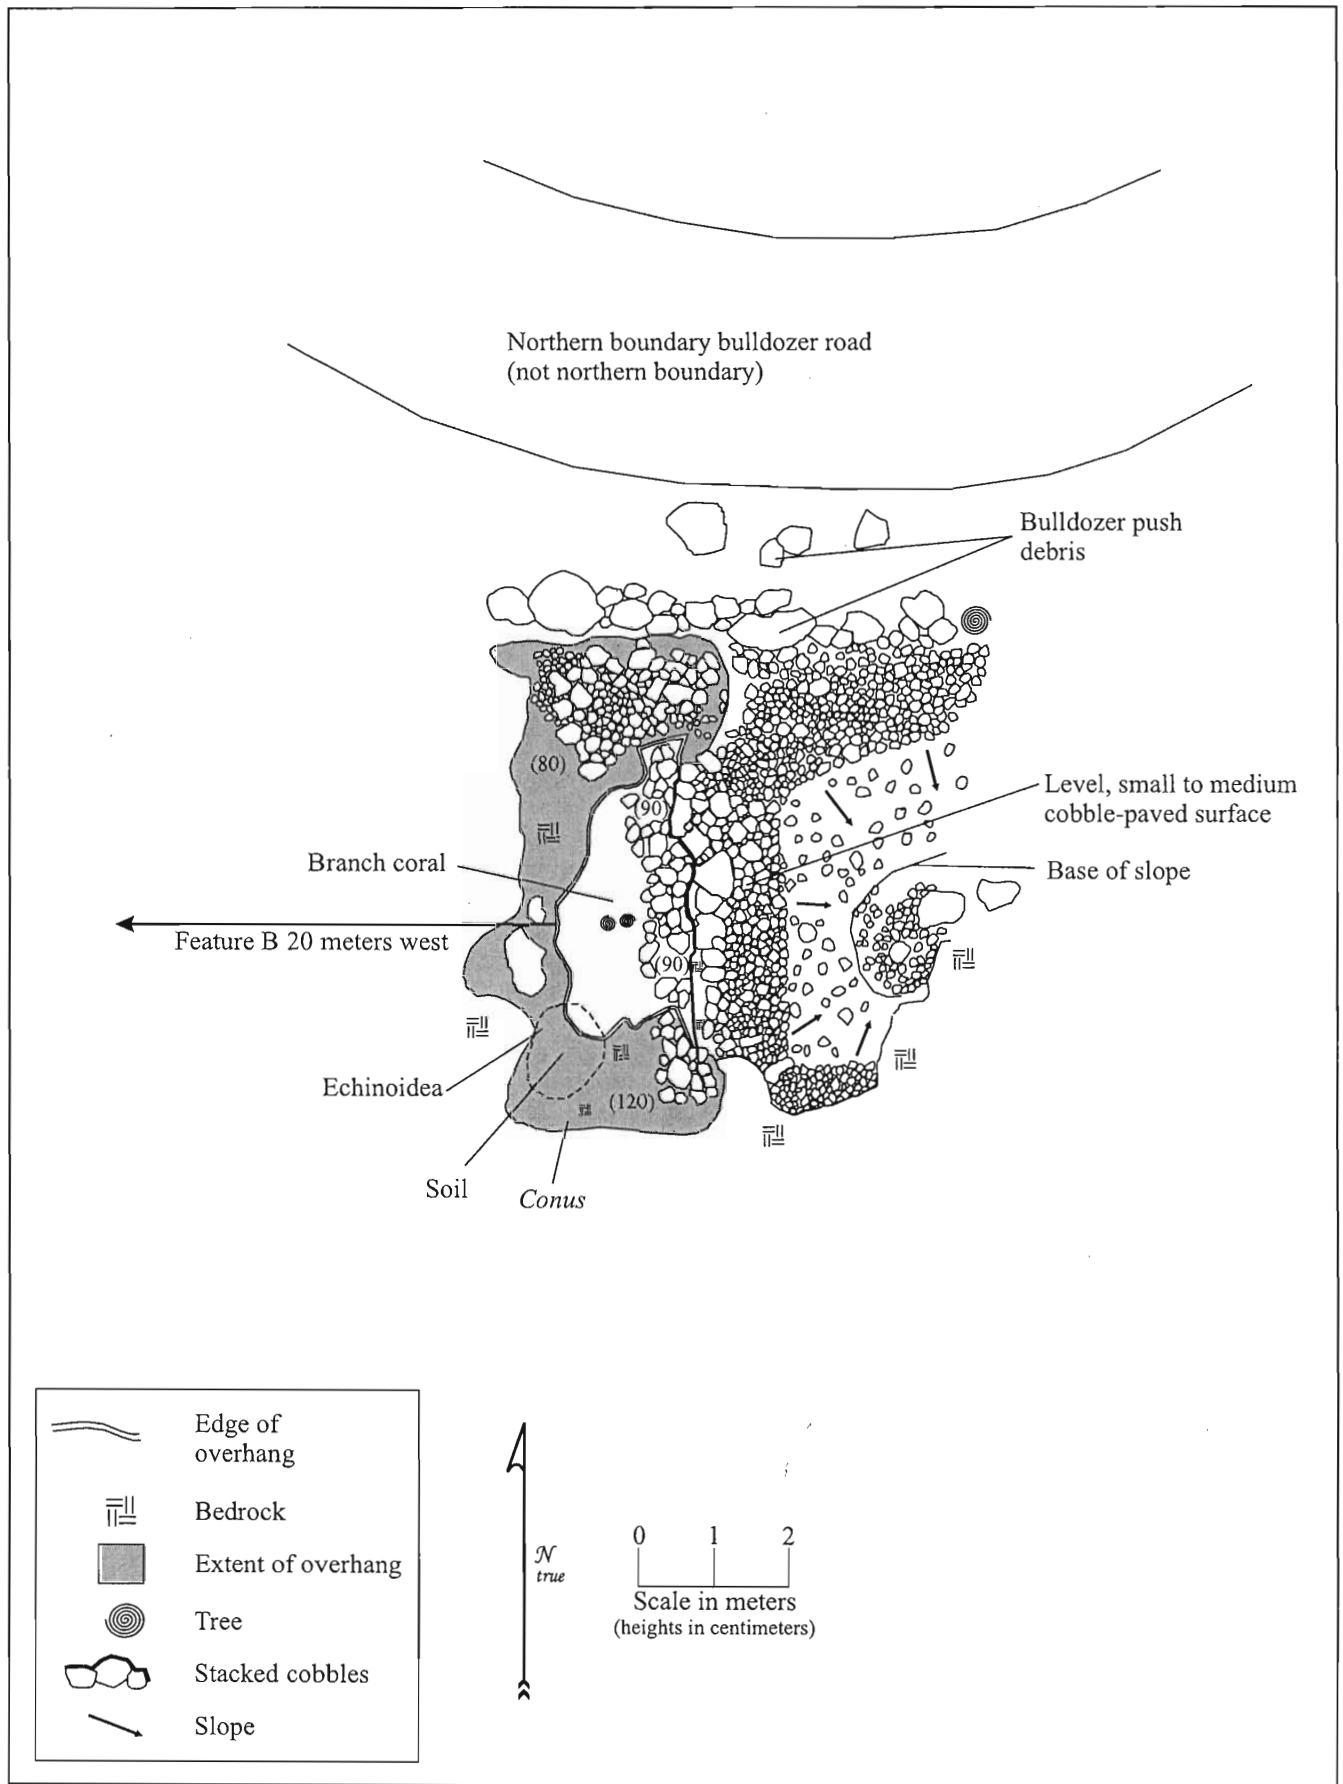 Northern boundary bulldozer road
(not northern boundary)
Bulldozer push
debris
(80)
(90)
Level, small to medium
cobble-paved surface
Branch coral
Base of slope
Feature B 20 meters west
(90)
Echinoidea
(120)
Soil
Conus
Edge of
overhang
Bedrock
Extent of overhang
Tree
Stacked cobbles
Slope
N
true
0 1 2
Scale in meters
(heights in centimeters)